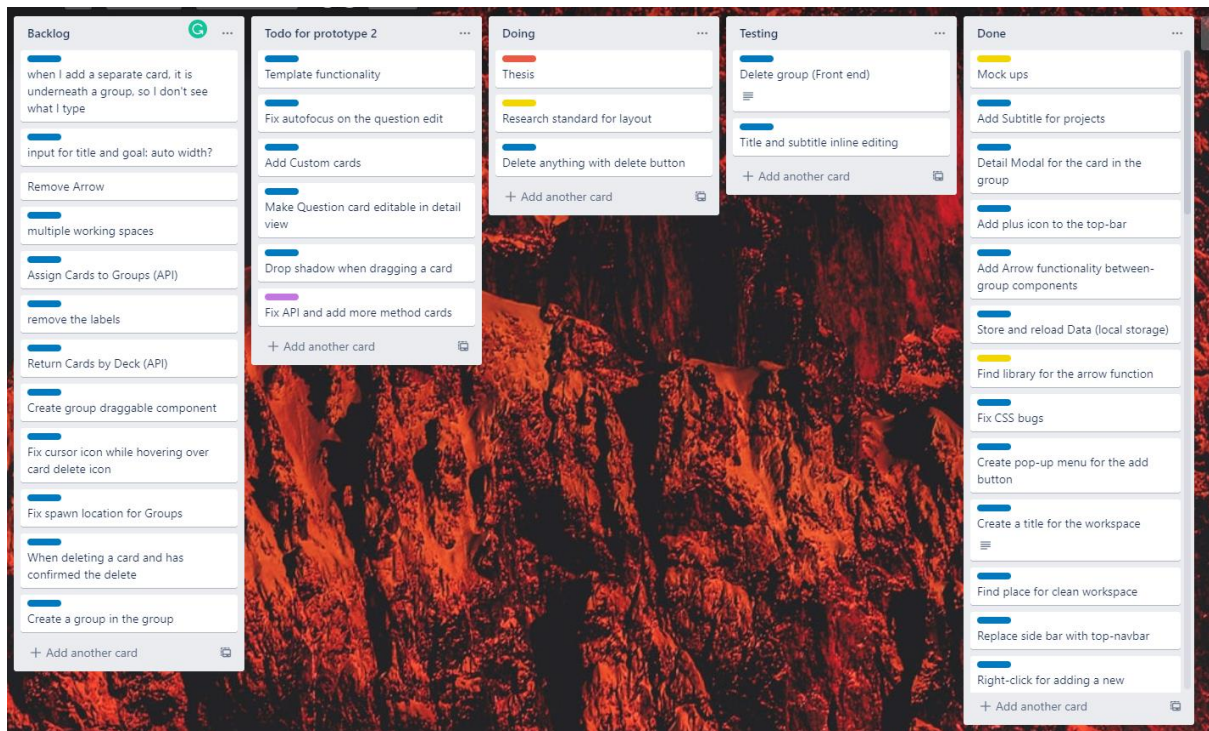 Backlog
when I add a separate card, it is
underneath a group, so I don't see
what I type
input for title and goal: auto width?
Remove Arrow
multiple working spaces
Assign Cards to Groups (API)
remove the labels
Return Cards by Deck (API)
Create group draggable component
Fix cursor icon while hovering over
card delete icon
Fix spawn location for Groups
When deleting a card and has
confirmed the delete
Create a group in the group
+ Add another card
Todo for prototype 2
Template functionality
Fix autofocus on the question edit
Add Custom cards
Make Question card editable in detail
view
Drop shadow when dragging a card
Fix API and add more method cards
+ Add another card
Doing
Thesis
Research standard for layout
Delete anything with delete button
+ Add another card
Testing
Delete group (Front end)
Title and subtitle inline editing
+ Add another card
Done
Mock ups
Add Subtitle for projects
Detail Modal for the card in the
group
Add plus icon to the top-bar
Add Arrow functionality between-
group components
Store and reload Data (local storage)
Find library for the arrow function
Fix CSS bugs
Create pop-up menu for the add
button
Create a title for the workspace
Find place for clean workspace
Replace side bar with top-navbar
Right-click for adding a new
+ Add another card